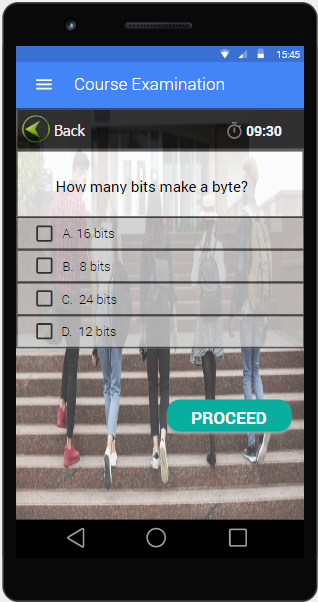 15:45
Course Examination
Back 09:30
How many bits make a byte?
A. 16 bits
B. 8 bits
C. 24 bits
D. 12 bits
PROCEED